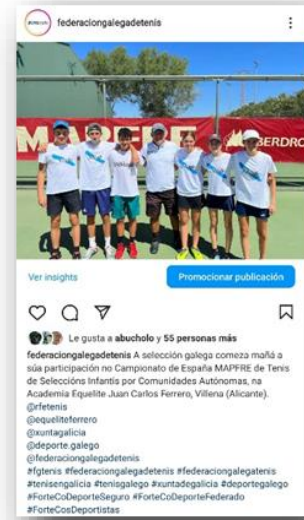 federaciongalegadetenis
MAPFRE
BERDRO
Ver insights
Promocionar publicación
Le gusta a abucholo y 55 personas más
federaciongalegadetenis A selección galega comeza mañá a
súa participación no Campionato de España MAPFRE de Tenis
de Seleccións Infantis por Comunidades Autónomas, na
Academia Equelite Juan Carlos Ferrero, Villena (Alicante).
@rfetenis
@equeliteferrero
@xuntagalicia
@deporte.galego
@federaciongalegadetenis
#fgtenis #federaciongalegadetenis #federaciongalegatenis
#tenisengalicia #tenisgalego #xuntadegalicia #deportegalego
#ForteCoDeporteSeguro #ForteCoDeporteFederado
#ForteCosDeportistas